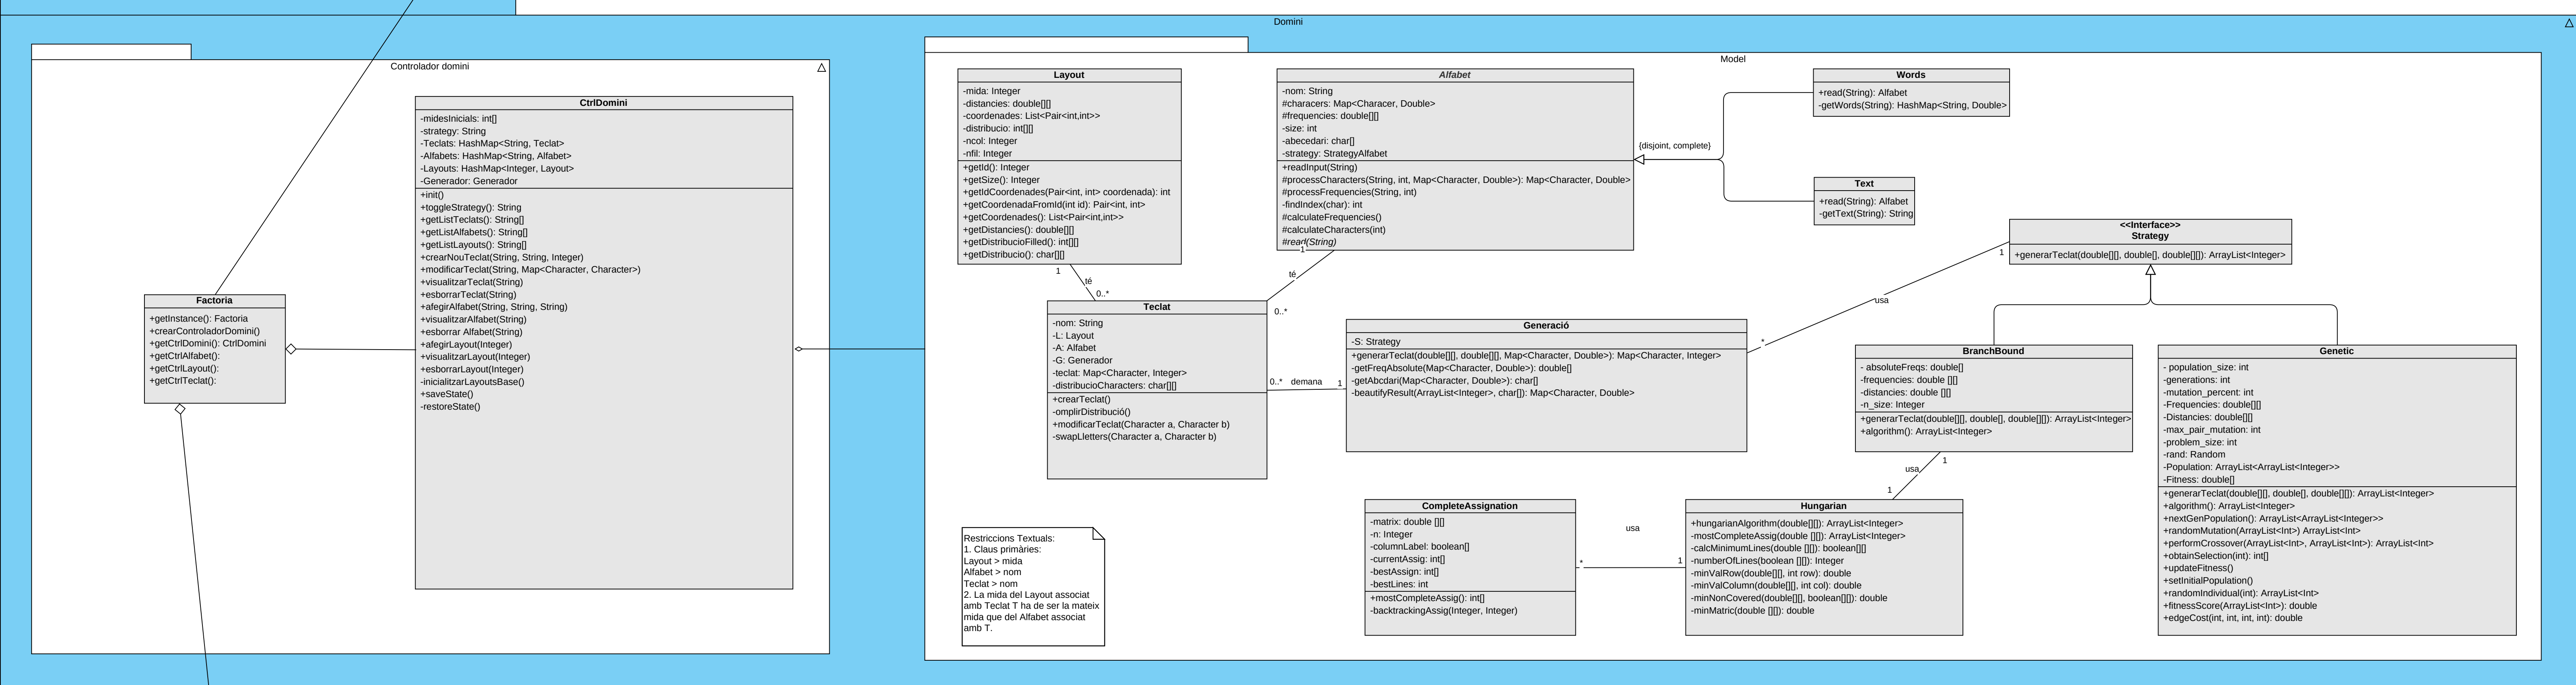 Domini
Controlador domini
Factoria
+getInstance(): Factoria
+crearControladorDomini()
+getCtrlDomini(): CtrlDomini
+getCtrlAlfabet():
+getCtrlLayout():
+getCtrlTeclat():
CtrlDomini
-midesInicials: int[]
-strategy: String
-Teclats: HashMap<String, Teclat>
-Alfabets: HashMap<String, Alfabet>
-Layouts: HashMap<Integer, Layout>
-Generador: Generador
+init()
+toggleStrategy(): String
+getListTeclats(): String[]
+getListAlfabets(): String[]
+getListLayouts(): String[]
+crearNouTeclat(String, String, Integer)
+modificarTeclat(String, Map<Character, Character>)
+visualitzarTeclat(String)
+esborrarTeclat(String)
+afegirAlfabet(String, String, String)
+visualitzarAlfabet(String)
+esborrar Alfabet(String)
+afegirLayout(Integer)
+visualitzarLayout(Integer)
+esborrarLayout(Integer)
-inicialitzarLayoutsBase()
+saveState()
-restoreState()
Model
Layout
-mida: Integer
-distancies: double[][]
-coordenades: List<Pair<int,int>>
-distribucio: int[][]
-ncol: Integer
-nfil: Integer
+getId(): Integer
+getSize(): Integer
+getIdCoordenades(Pair<int, int> coordenada): int
+getCoordenadaFromId(int id): Pair<int, int>
+getCoordenades(): List<Pair<int,int>>
+getDistancies(): double[][]
+getDistribucioFilled(): int[][]
+getDistribucio(): char[][]
1
té
0..*
Alfabet
-nom: String
#characers: Map<Characer, Double>
#frequencies: double[][]
-size: int
-abecedari: char[]
-strategy: StrategyAlfabet
+readInput(String)
#processCharacters(String, int, Map<Character, Double>): Map<Character, Double>
#processFrequencies(String, int)
-findIndex(char): int
#calculateFrequencies()
#calculateCharacters(int)
#read(String)
1
té
0..*
{disjoint, complete}
Words
+read(String): Alfabet
-getWords(String): HashMap<String, Double>
Text
+read(String): Alfabet
-getText(String): String
<<Interface>>
Strategy
+generarTeclat(double[][], double[], double[][]): ArrayList<Integer>
1
usa
*
Teclat
-nom: String
-L: Layout
-A: Alfabet
-G: Generador
-teclat: Map<Character, Integer>
-distribucioCharacters: char[][]
+crearTeclat()
-omplirDistribució()
+modificarTeclat(Character a, Character b)
-swapLletters(Character a, Character b)
0..* demana 1
Generació
-S: Strategy
+generarTeclat(double[][], double[][], Map<Character, Double>): Map<Character, Integer>
-getFreqAbsolute(Map<Character, Double>): double[]
-getAbcdari(Map<Character, Double>): char[]
-beautifyResult(ArrayList<Integer>, char[]): Map<Character, Double>
BranchBound
- absoluteFreqs: double[]
-frequencies: double [][]
-distancies: double [][]
-n_size: Integer
+generarTeclat(double[][], double[], double[][]): ArrayList<Integer>
+algorithm(): ArrayList<Integer>
usa
1
1
Genetic
- population_size: int
-generations: int
-mutation_percent: int
-Frequencies: double[][]
-Distancies: double[][]
-max_pair_mutation: int
-problem_size: int
-rand: Random
-Population: ArrayList<ArrayList<Integer>>
-Fitness: double[]
+generarTeclat(double[][], double[], double[][]): ArrayList<Integer>
+algorithm(): ArrayList<Integer>
+nextGenPopulation(): ArrayList<ArrayList<Integer>>
+randomMutation(ArrayList<Int>) ArrayList<Int>
+performCrossover(ArrayList<Int>, ArrayList<Int>): ArrayList<Int>
+obtainSelection(int): int[]
+updateFitness()
+setInitialPopulation()
+randomIndividual(int): ArrayList<Int>
+fitnessScore(ArrayList<Int>): double
+edgeCost(int, int, int, int): double
CompleteAssignation
-matrix: double [][]
-n: Integer
-columnLabel: boolean[]
-currentAssig: int[]
-bestAssign: int[]
-bestLines: int
+mostCompleteAssig(): int[]
-backtrackingAssig(Integer, Integer)
usa
*
1
Hungarian
+hungarianAlgorithm(double[][]): ArrayList<Integer>
-mostCompleteAssig(double [][]): ArrayList<Integer>
-calcMinimumLines(double [][]): boolean[][]
-numberOfLines(boolean [][]): Integer
-minValRow(double[][], int row): double
-minValColumn(double[][], int col): double
-minNonCovered(double[][], boolean[][]): double
-minMatric(double [][]): double
Restriccions Textuals:
1. Claus primàries:
Layout > mida
Alfabet > nom
Teclat > nom
2. La mida del Layout associat
amb Teclat T ha de ser la mateix
mida que del Alfabet associat
amb T.